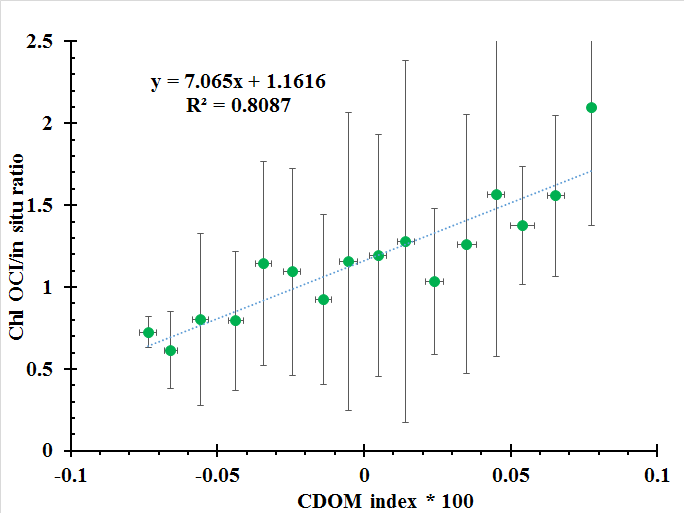 2.5
y = 7.065x + 1.1616
R² = 0.8087
2
1.5
1
0.5
0
Chl OCI/in situ ratio
-0.1 -0.05 0 0.05 0.1
CDOM index * 100